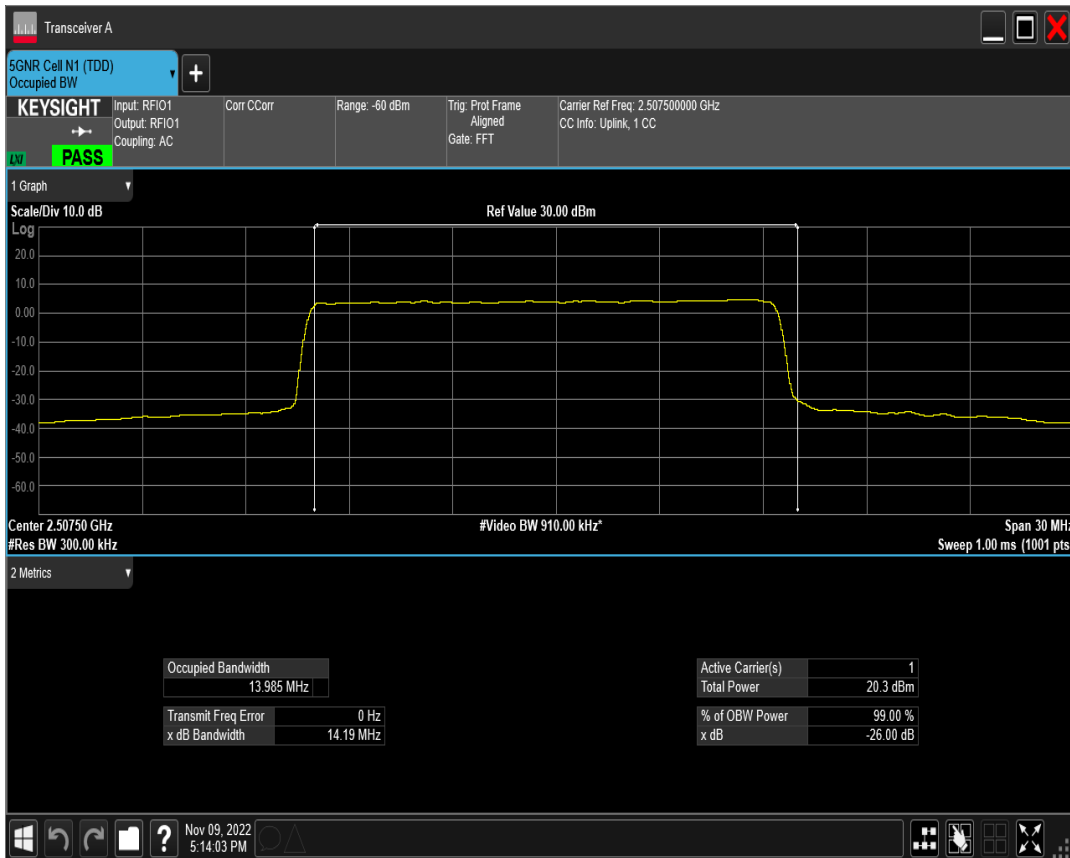 Transceiver A
5GNR Cell N1 (TDD)
Occupied BW
+
KEYSIGHT
LXI
PASS
Input: RFIO1
Output: RFIO1
Coupling: AC
Corr CCorr
Range: -60 dBm
Trig: Prot Frame
Aligned
Gate: FFT
Carrier Ref Freq: 2.507500000 GHz
CC Info: Uplink, 1 CC
1 Graph
Scale/Div 10.0 dB
Ref Value 30.00 dBm
Log
20.0
10.0
0.00
-10.0
-20.0
-30.0
-40.0
-50.0
-60.0
Center 2.50750 GHz
#Video BW 910.00 kHz*
Span 30 MHz
#Res BW 300.00 kHz
Sweep 1.00 ms (1001 pts
2 Metrics
Occupied Bandwidth
13.985 MHz
Transmit Freq Error 0 Hz
x dB Bandwidth 14.19 MHz
Active Carrier(s) 1
Total Power 20.3 dBm
% of OBW Power 99.00 %
x dB -26.00 dB
?
Nov 09, 2022
5:14:03 PM